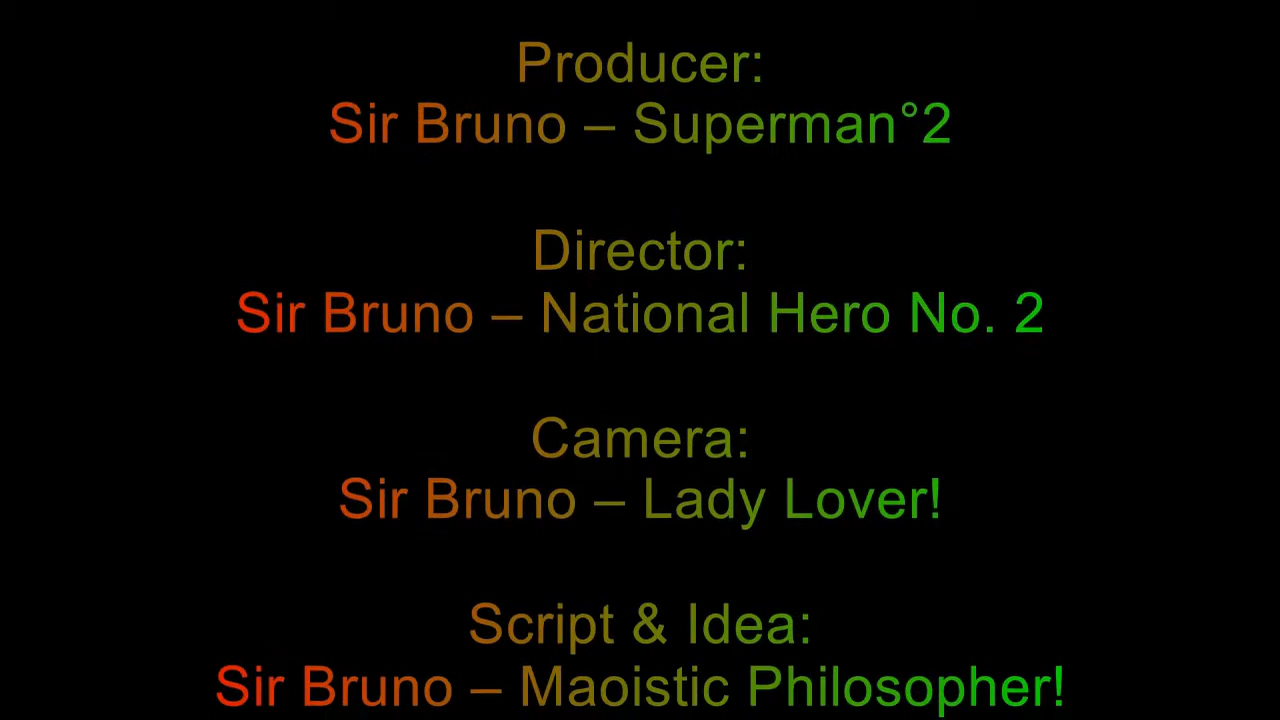 Producer:
Sir Bruno – Superman°2
Director:
Sir Bruno – National Hero No. 2
Camera:
Sir Bruno – Lady Lover!
Script & Idea:
Sir Bruno – Maoistic Philosopher!